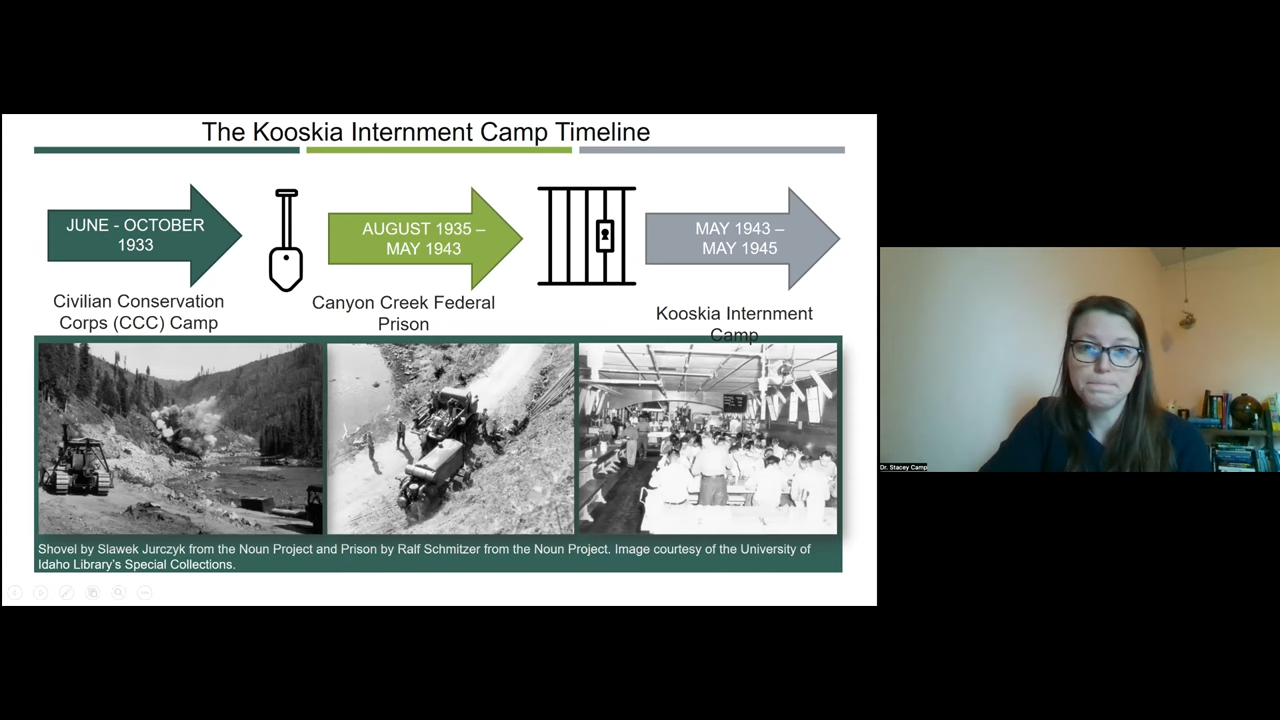 The Kooskia Internment Camp Timeline
JUNE - OCTOBER
1933
AUGUST 1935 –
MAY 1943
MAY 1943 –
MAY 1945
Civilian Conservation
Corps (CCC) Camp
Canyon Creek Federal
Prison
Kooskia Internment
Camp
Shovel by Slawek Jurczyk from the Noun Project and Prison by Ralf Schmitzer from the Noun Project. Image courtesy of the University of
Idaho Library's Special Collections.
Dr. Stacey Camp